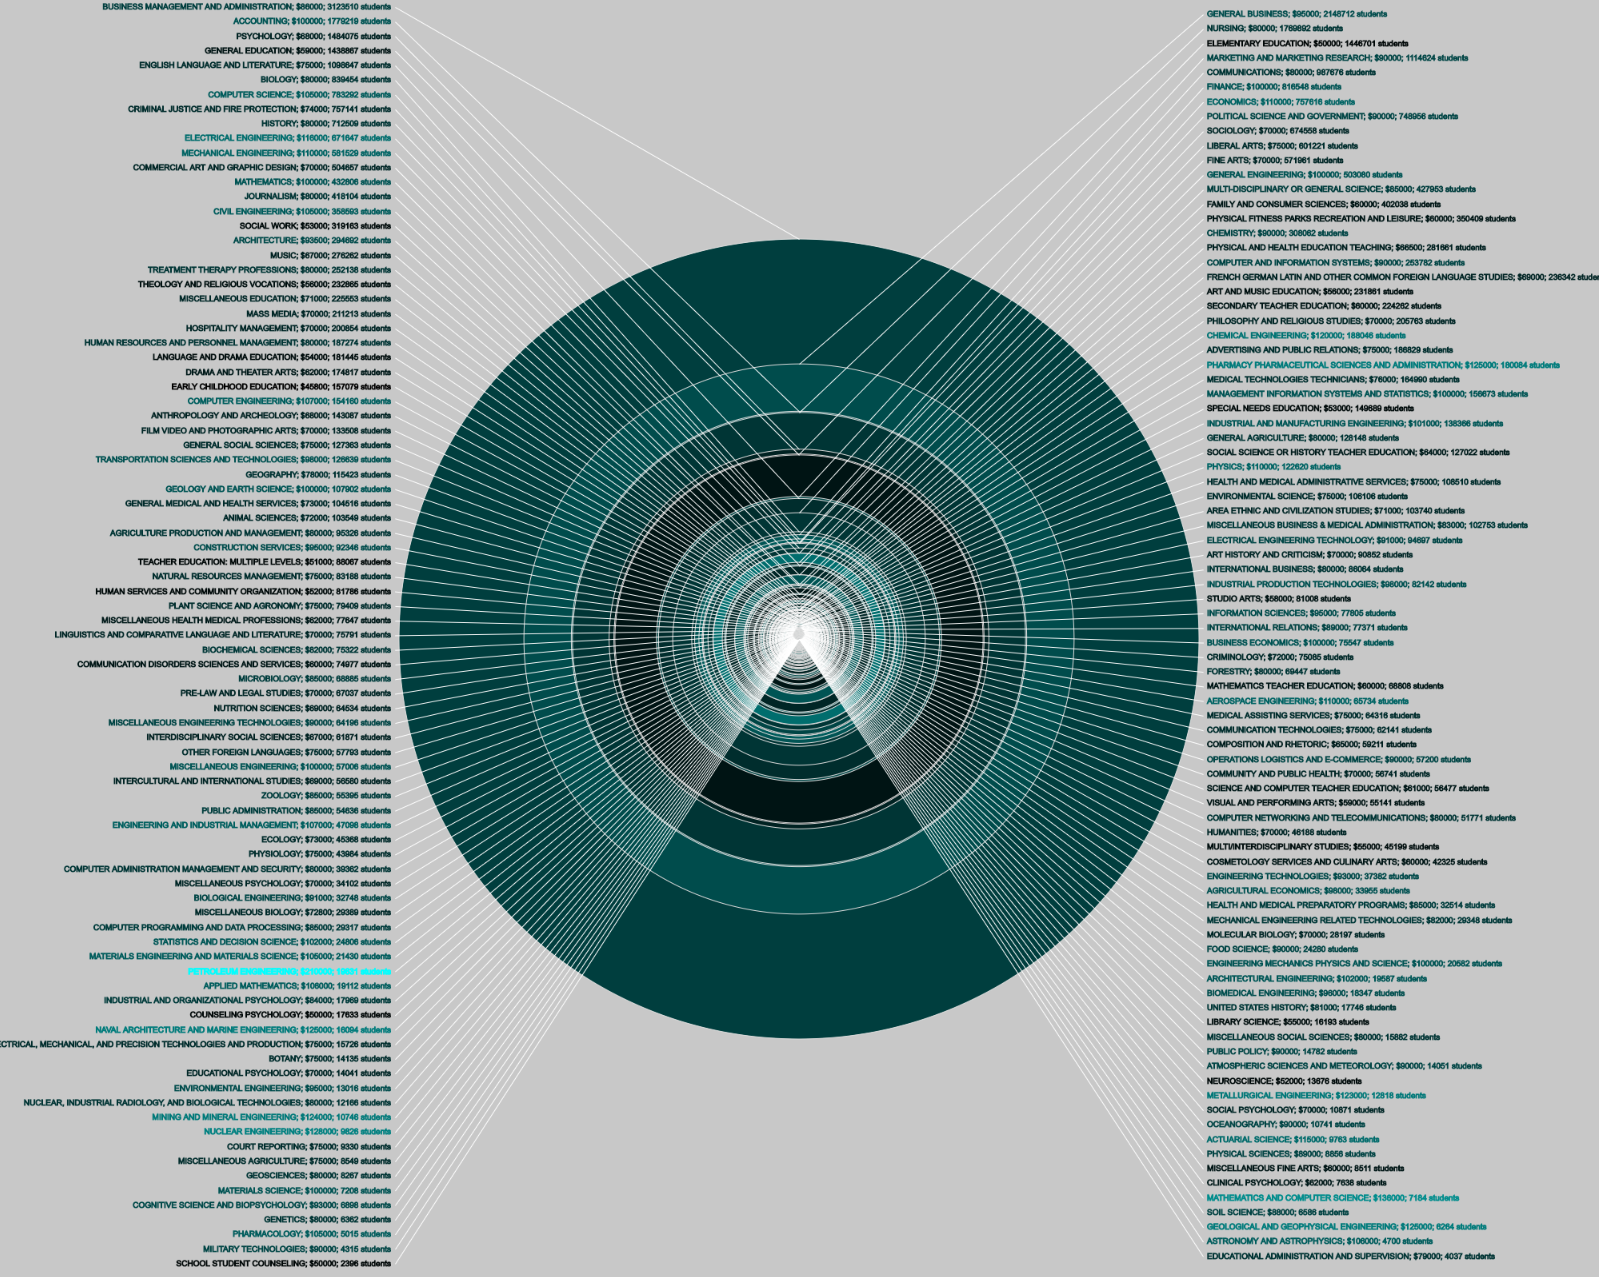 BUSINESS MANAGEMENT AND ADMINISTRATION; $86000; 3123510 students
ACCOUNTING; $100000; 1779219 students
PSYCHOLOGY; $68000; 1484075 students
GENERAL EDUCATION; $59000; 1438867 students
ENGLISH LANGUAGE AND LITERATURE; $75000; 1098647 students
BIOLOGY; $80000; 839454 students
COMPUTER SCIENCE; $105000; 783292 students
CRIMINAL JUSTICE AND FIRE PROTECTION; $74000; 757141 students
HISTORY; $80000; 712509 students
ELECTRICAL ENGINEERING; $116000; 671647 students
MECHANICAL ENGINEERING; $110000; 581529 students
COMMERCIAL ART AND GRAPHIC DESIGN; $70000; 504657 students
MATHEMATICS; $100000; 432806 students
JOURNALISM; $80000; 418104 students
CIVIL ENGINEERING; $105000; 358593 students
SOCIAL WORK; $53000; 319163 students
ARCHITECTURE; $93500; 294692 students
MUSIC; $67000; 276262 students
TREATMENT THERAPY PROFESSIONS; $80000; 252138 students
THEOLOGY AND RELIGIOUS VOCATIONS; $56000; 232865 students
MISCELLANEOUS EDUCATION; $71000; 225553 students
MASS MEDIA; $70000; 211213 students
HOSPITALITY MANAGEMENT; $70000; 200854 students
HUMAN RESOURCES AND PERSONNEL MANAGEMENT; $80000; 187274 students
LANGUAGE AND DRAMA EDUCATION; $54000; 181445 students
DRAMA AND THEATER ARTS; $62000; 174817 students
EARLY CHILDHOOD EDUCATION; $45800; 157079 students
COMPUTER ENGINEERING; $107000; 154160 students
ANTHROPOLOGY AND ARCHEOLOGY; $68000; 143087 students
FILM VIDEO AND PHOTOGRAPHIC ARTS; $70000; 133508 students
GENERAL SOCIAL SCIENCES; $75000; 127363 students
TRANSPORTATION SCIENCES AND TECHNOLOGIES; $98000; 126639 students
GEOGRAPHY; $78000; 115423 students
GEOLOGY AND EARTH SCIENCE; $100000; 107902 students
GENERAL MEDICAL AND HEALTH SERVICES; $73000; 104516 students
ANIMAL SCIENCES; $72000; 103549 students
AGRICULTURE PRODUCTION AND MANAGEMENT; $80000; 95326 students
CONSTRUCTION SERVICES; $95000; 92346 students
TEACHER EDUCATION: MULTIPLE LEVELS; $51000; 88067 students
NATURAL RESOURCES MANAGEMENT; $75000; 83188 students
HUMAN SERVICES AND COMMUNITY ORGANIZATION; $52000; 81786 students
PLANT SCIENCE AND AGRONOMY; $75000; 79409 students
MISCELLANEOUS HEALTH MEDICAL PROFESSIONS; $62000; 77647 students
LINGUISTICS AND COMPARATIVE LANGUAGE AND LITERATURE; $70000; 75791 students
BIOCHEMICAL SCIENCES; $82000; 75322 students
COMMUNICATION DISORDERS SCIENCES AND SERVICES; $60000; 74977 students
MICROBIOLOGY; $85000; 68885 students
PRE-LAW AND LEGAL STUDIES; $70000; 67037 students
NUTRITION SCIENCES; $69000; 64534 students
MISCELLANEOUS ENGINEERING TECHNOLOGIES; $90000; 64196 students
INTERDISCIPLINARY SOCIAL SCIENCES; $67000; 61871 students
OTHER FOREIGN LANGUAGES; $75000; 57793 students
MISCELLANEOUS ENGINEERING; $100000; 57006 students
INTERCULTURAL AND INTERNATIONAL STUDIES; $69000; 56580 students
ZOOLOGY; $85000; 55395 students
PUBLIC ADMINISTRATION; $85000; 54636 students
ENGINEERING AND INDUSTRIAL MANAGEMENT; $107000; 47098 students
ECOLOGY; $73000; 45368 students
PHYSIOLOGY; $75000; 43984 students
COMPUTER ADMINISTRATION MANAGEMENT AND SECURITY; $80000; 39362 students
MISCELLANEOUS PSYCHOLOGY; $70000; 34102 students
BIOLOGICAL ENGINEERING; $91000; 32748 students
MISCELLANEOUS BIOLOGY; $72800; 29389 students
COMPUTER PROGRAMMING AND DATA PROCESSING; $85000; 29317 students
STATISTICS AND DECISION SCIENCE; $102000; 24806 students
MATERIALS ENGINEERING AND MATERIALS SCIENCE; $105000; 21430 students
PETROLEUM ENGINEERING; $210000; students
APPLIED MATHEMATICS; $106000; 19112 students
INDUSTRIAL AND ORGANIZATIONAL PSYCHOLOGY; $84000; 17969 students
COUNSELING PSYCHOLOGY; $50000; 17633 students
NAVAL ARCHITECTURE AND MARINE ENGINEERING; $125000; 16094 students
CTRICAL, MECHANICAL, AND PRECISION TECHNOLOGIES AND PRODUCTION; $75000; 15726 students
BOTANY; $75000; 14135 students
EDUCATIONAL PSYCHOLOGY; $70000; 14041 students
ENVIRONMENTAL ENGINEERING; $95000; 13016 students
NUCLEAR, INDUSTRIAL RADIOLOGY, AND BIOLOGICAL TECHNOLOGIES; $80000; 12166 students
MINING AND MINERAL ENGINEERING; $124000; 10746 students
NUCLEAR ENGINEERING; $128000; 9826 students
COURT REPORTING; $75000; 9330 students
MISCELLANEOUS AGRICULTURE; $75000; 8549 students
GEOSCIENCES; $80000; 8267 students
MATERIALS SCIENCE; $100000; 7208 students
COGNITIVE SCIENCE AND BIOPSYCHOLOGY; $93000; 6898 students
GENETICS; $80000; 6362 students
PHARMACOLOGY; $105000; 5015 students
MILITARY TECHNOLOGIES; $90000; 4315 students
SCHOOL STUDENT COUNSELING; $50000; 2396 students
GENERAL BUSINESS; $95000; 2148712 students
NURSING; $80000; 1769892 students
ELEMENTARY EDUCATION; $50000; 1446701 students
MARKETING AND MARKETING RESEARCH; $90000; 1114624 students
COMMUNICATIONS; $80000; 987676 students
FINANCE; $100000; 816548 students
ECONOMICS; $110000; 757616 students
POLITICAL SCIENCE AND GOVERNMENT; $90000; 748956 students
SOCIOLOGY; $70000; 674558 students
LIBERAL ARTS; $75000; 601221 students
FINE ARTS; $70000; 571961 students
GENERAL ENGINEERING; $100000; 503080 students
MULTI-DISCIPLINARY OR GENERAL SCIENCE; $85000; 427953 students
FAMILY AND CONSUMER SCIENCES; $60000; 402038 students
PHYSICAL FITNESS PARKS RECREATION AND LEISURE; $60000; 350409 students
CHEMISTRY; $90000; 308062 students
PHYSICAL AND HEALTH EDUCATION TEACHING; $66500; 281661 students
COMPUTER AND INFORMATION SYSTEMS; $90000; 253782 students
FRENCH GERMAN LATIN AND OTHER COMMON FOREIGN LANGUAGE STUDIES; $69000; 236342 stude
ART AND MUSIC EDUCATION; $56000; 231861 students
SECONDARY TEACHER EDUCATION; $60000; 224262 students
PHILOSOPHY AND RELIGIOUS STUDIES; $70000; 205763 students
CHEMICAL ENGINEERING; $120000; 188046 students
ADVERTISING AND PUBLIC RELATIONS; $75000; 186829 students
PHARMACY PHARMACEUTICAL SCIENCES AND ADMINISTRATION; $125000; 180084 students
MEDICAL TECHNOLOGIES TECHNICIANS; $76000; 164990 students
MANAGEMENT INFORMATION SYSTEMS AND STATISTICS; $100000; 156673 students
SPECIAL NEEDS EDUCATION; $53000; 149689 students
INDUSTRIAL AND MANUFACTURING ENGINEERING; $101000; 138366 students
GENERAL AGRICULTURE; $80000; 128148 students
SOCIAL SCIENCE OR HISTORY TEACHER EDUCATION; $64000; 127022 students
PHYSICS; $110000; 122620 students
HEALTH AND MEDICAL ADMINISTRATIVE SERVICES; $75000; 108510 students
ENVIRONMENTAL SCIENCE; $75000; 106106 students
AREA ETHNIC AND CIVILIZATION STUDIES; $71000; 103740 students
MISCELLANEOUS BUSINESS & MEDICAL ADMINISTRATION; $83000; 102753 students
ELECTRICAL ENGINEERING TECHNOLOGY; $91000; 94697 students
ART HISTORY AND CRITICISM; $70000; 90852 students
INTERNATIONAL BUSINESS; $80000; 86064 students
INDUSTRIAL PRODUCTION TECHNOLOGIES; $98000; 82142 students
STUDIO ARTS; $58000; 81008 students
INFORMATION SCIENCES; $95000; 77805 students
INTERNATIONAL RELATIONS; $89000; 77371 students
BUSINESS ECONOMICS; $100000; 75547 students
CRIMINOLOGY; $72000; 75085 students
FORESTRY; $80000; 69447 students
MATHEMATICS TEACHER EDUCATION; $60000; 68808 students
AEROSPACE ENGINEERING; $110000; 65734 students
MEDICAL ASSISTING SERVICES; $75000; 64316 students
COMMUNICATION TECHNOLOGIES; $75000; 62141 students
COMPOSITION AND RHETORIC; $65000; 59211 students
OPERATIONS LOGISTICS AND E-COMMERCE; $90000; 57200 students
COMMUNITY AND PUBLIC HEALTH; $70000; 56741 students
SCIENCE AND COMPUTER TEACHER EDUCATION; $61000; 56477 students
VISUAL AND PERFORMING ARTS; $59000; 55141 students
COMPUTER NETWORKING AND TELECOMMUNICATIONS; $80000; 51771 students
HUMANITIES; $70000; 46188 students
MULTI/INTERDISCIPLINARY STUDIES; $55000; 45199 students
COSMETOLOGY SERVICES AND CULINARY ARTS; $60000; 42325 students
ENGINEERING TECHNOLOGIES; $93000; 37382 students
AGRICULTURAL ECONOMICS; $98000; 33955 students
HEALTH AND MEDICAL PREPARATORY PROGRAMS; $85000; 32514 students
MECHANICAL ENGINEERING RELATED TECHNOLOGIES; $82000; 29348 students
MOLECULAR BIOLOGY; $70000; 28197 students
FOOD SCIENCE; $90000; 24280 students
ENGINEERING MECHANICS PHYSICS AND SCIENCE; $100000; 20582 students
ARCHITECTURAL ENGINEERING; $102000; 19587 students
BIOMEDICAL ENGINEERING; $96000; 18347 students
UNITED STATES HISTORY; $81000; 17746 students
LIBRARY SCIENCE; $55000; 16193 students
MISCELLANEOUS SOCIAL SCIENCES; $80000; 15882 students
PUBLIC POLICY; $90000; 14782 students
ATMOSPHERIC SCIENCES AND METEOROLOGY; $90000; 14051 students
NEUROSCIENCE; $52000; 13676 students
METALLURGICAL ENGINEERING; $123000; 12818 students
SOCIAL PSYCHOLOGY; $70000; 10871 students
OCEANOGRAPHY; $90000; 10741 students
ACTUARIAL SCIENCE; $115000; 9763 students
PHYSICAL SCIENCES; $89000; 8856 students
MISCELLANEOUS FINE ARTS; $60000; 8511 students
CLINICAL PSYCHOLOGY; $62000; 7638 students
MATHEMATICS AND COMPUTER SCIENCE; $136000; 7184 students
SOIL SCIENCE; $88000; 6586 students
GEOLOGICAL AND GEOPHYSICAL ENGINEERING; $125000; 6264 students
ASTRONOMY AND ASTROPHYSICS; $106000; 4700 students
EDUCATIONAL ADMINISTRATION AND SUPERVISION; $79000; 4037 students